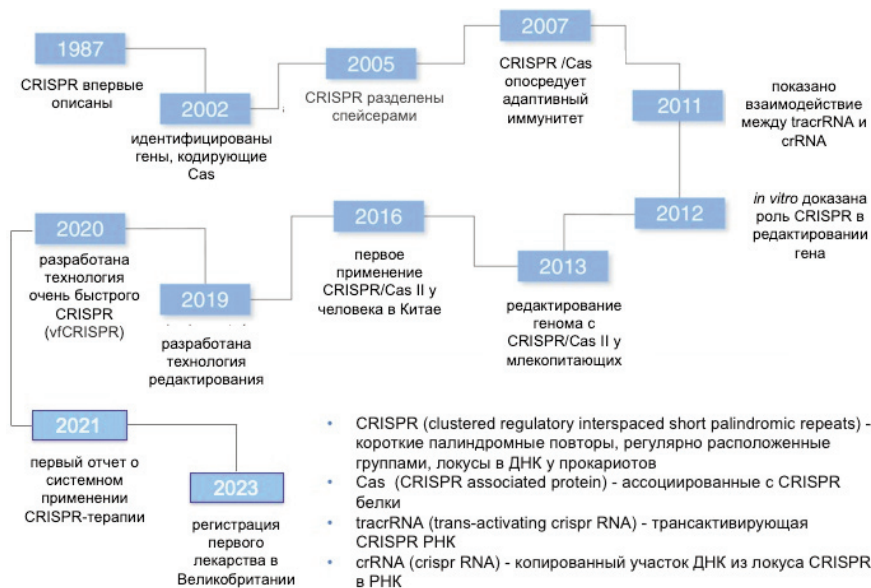 1987
CRISPR впервые
описаны
2002
идентифицированы
гены, кодирующие
Cas
2005
CRISPR разделены
спейсерами
2007
CRISPR /Cas
опосредует
адаптивный
иммунитет
2011
показано
взаимодействие
между tracrRNA и
crRNA
2012
in vitro доказана
роль CRISPR в
редактировании
гена
2013
редактирование
генома с
CRISPR/Cas II у
млекопитающих
2016
первое
применение
CRISPR/Cas II у
человека в Китае
2019
разработана
технология
редактирования
2020
разработана
технология
очень быстрого
CRISPR
(vfCRISPR)
2021
первый отчет о
системном
применении
CRISPR-терапии
2023
регистрация
первого
лекарства в
Великобритании
• CRISPR (clustered regulatory interspaced short palindromic repeats) -
короткие палиндромные повторы, регулярно расположенные
группами, локусы в ДНК у прокариотов
• Cas (CRISPR associated protein) - ассоциированные с CRISPR
белки
• tracrRNA (trans-activating crispr RNA) - трансактивирующая
CRISPR РНК
• crRNA (crispr RNA) - копированный участок ДНК из локуса CRISPR
в РНК